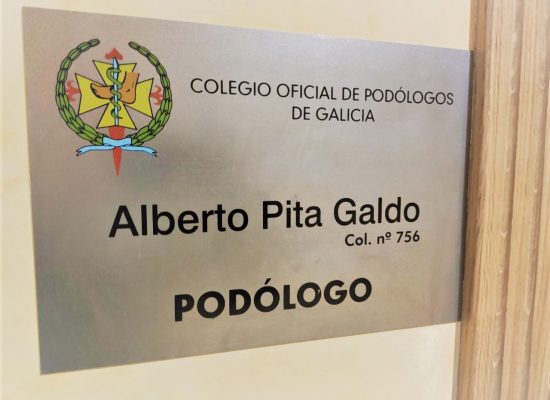 COLEGIO OFICIAL DE PODÓLOGOS
DE GALICIA
Alberto Pita Galdo
Col. nº 756
PODÓLOGO